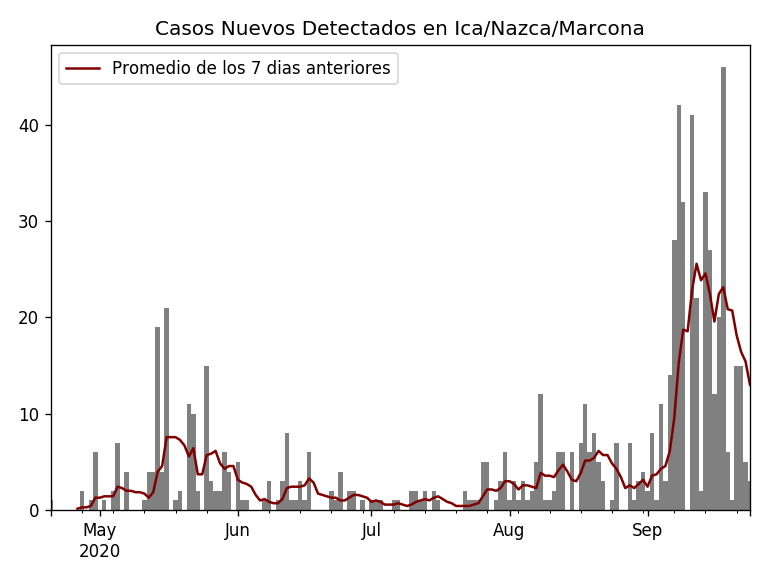 Casos Nuevos Detectados en Ica/Nazca/Marcona
Promedio de los 7 dias anteriores
40
30
20
10
0
May Jun Jul Aug Sep
2020